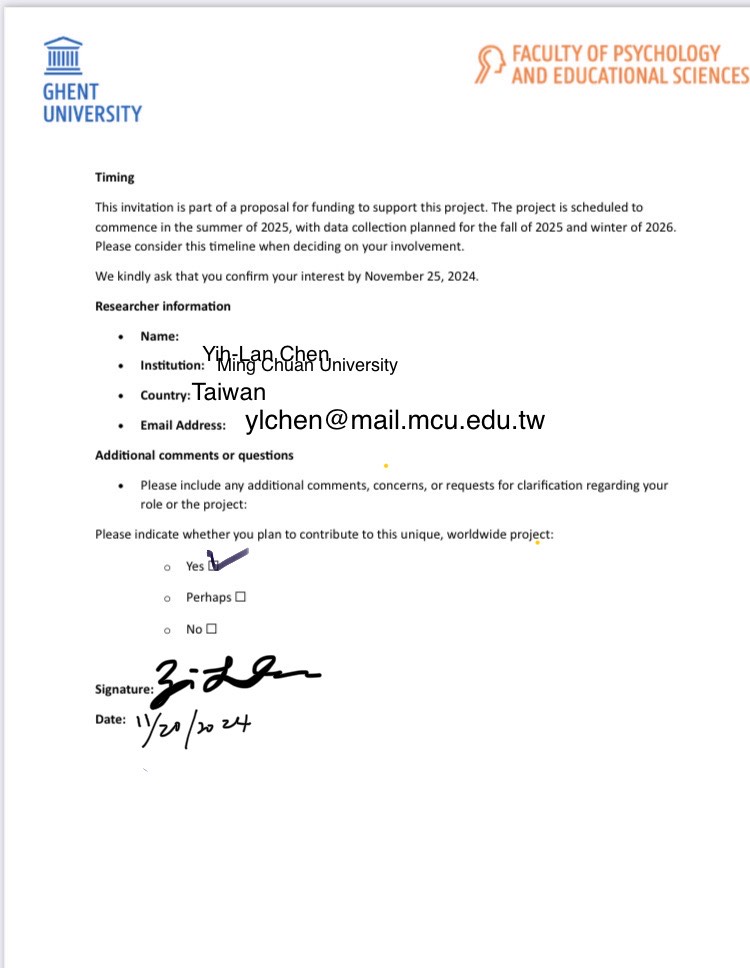 GHENT
UNIVERSITY
FACULTY OF PSYCHOLOGY
AND EDUCATIONAL SCIENCES
Timing
This invitation is part of a proposal for funding to support this project. The project is scheduled to
commence in the summer of 2025, with data collection planned for the fall of 2025 and winter of 2026.
Please consider this timeline when deciding on your involvement.
We kindly ask that you confirm your interest by November 25, 2024.
Researcher information
• Name:
Yih-Lan Chen
• Institution: Ming Chuan University
• Country: Taiwan
• Email Address: ylchen@mail.mcu.edu.tw
Additional comments or questions
• Please include any additional comments, concerns, or requests for clarification regarding your
role or the project:
Please indicate whether you plan to contribute to this unique, worldwide project:
o Yes ☐
o Perhaps ☐
o No ☐
Signature:
Date: 11/20/2024